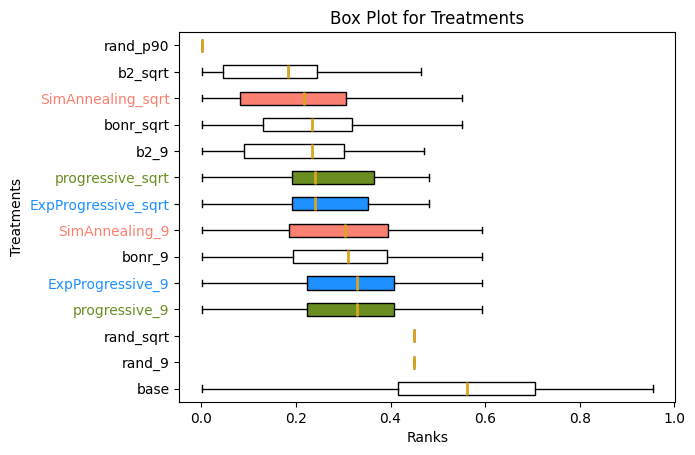 Box Plot for Treatments
Treatments
rand_p90
b2_sqrt
SimAnnealing_sqrt
bonr_sqrt
b2_9
progressive_sqrt
ExpProgressive_sqrt
SimAnnealing_9
bonr_9
ExpProgressive_9
progressive_9
rand_sqrt
rand_9
base
0.0 0.2 0.4 0.6 0.8 1.0
Ranks